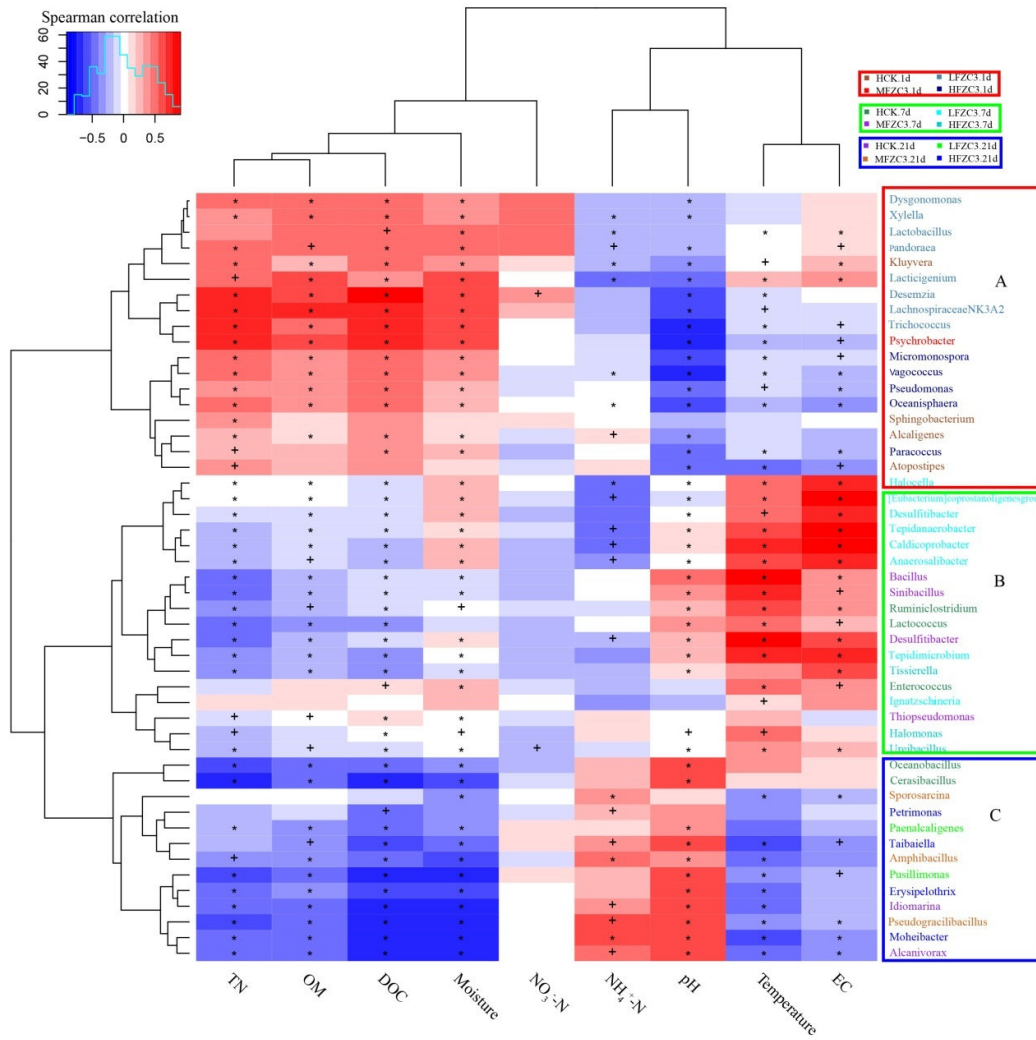 Spearman correlation
60
40
20
0
−0.5 0 0.5
HCK.1d LFZC3.1d
MFZC3.1d HFZC3.1d
HCK.7d LFZC3.7d
MFZC3.7d HFZC3.7d
HCK.21d LFZC3.21d
MFZC3.21d HFZC3.21d
Dysgonomonas
Xylella
Lactobacillus
Pandoraea
Kluyvera
Lacticigenium
A
Desemzia
LachnospiraceaeNK3A2
Trichococcus
Psychrobacter
Micromonospora
Vagococcus
Pseudomonas
Oceanisphaera
Sphingobacterium
Alcaligenes
Paracoccus
Atopostipes
Halocella
[Eubacterium]coprostanoligenesgrou
Desulfitibacter
Tepidanaerobacter
Caldicoprobacter
Anaerosalibacter
Bacillus
B
Sinibacillus
Ruminiclostridium
Lactococcus
Desulfitibacter
Tepidimicrobium
Tissierella
Enterococcus
Ignatzschineria
Thiopseudomonas
Halomonas
Ureibacillus
Oceanobacillus
Cerasibacillus
Sporosarcina
Petrimonas
C
Paenalcaligenes
Taibaiella
Amphibacillus
Pusillimonas
Erysipelothrix
Idiomarina
Pseudogracilibacillus
Moheibacter
Alcanivorax
TN OM DOC Moisture NO₃⁻-N NH₄⁺-N pH Temperature EC